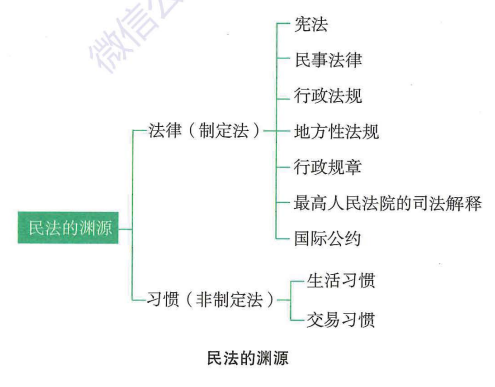 微信公
宪法
民事法律
行政法规
法律（制定法）
地方性法规
行政规章
最高人民法院的司法解释
民法的渊源
国际公约
生活习惯
习惯（非制定法）
交易习惯
民法的渊源